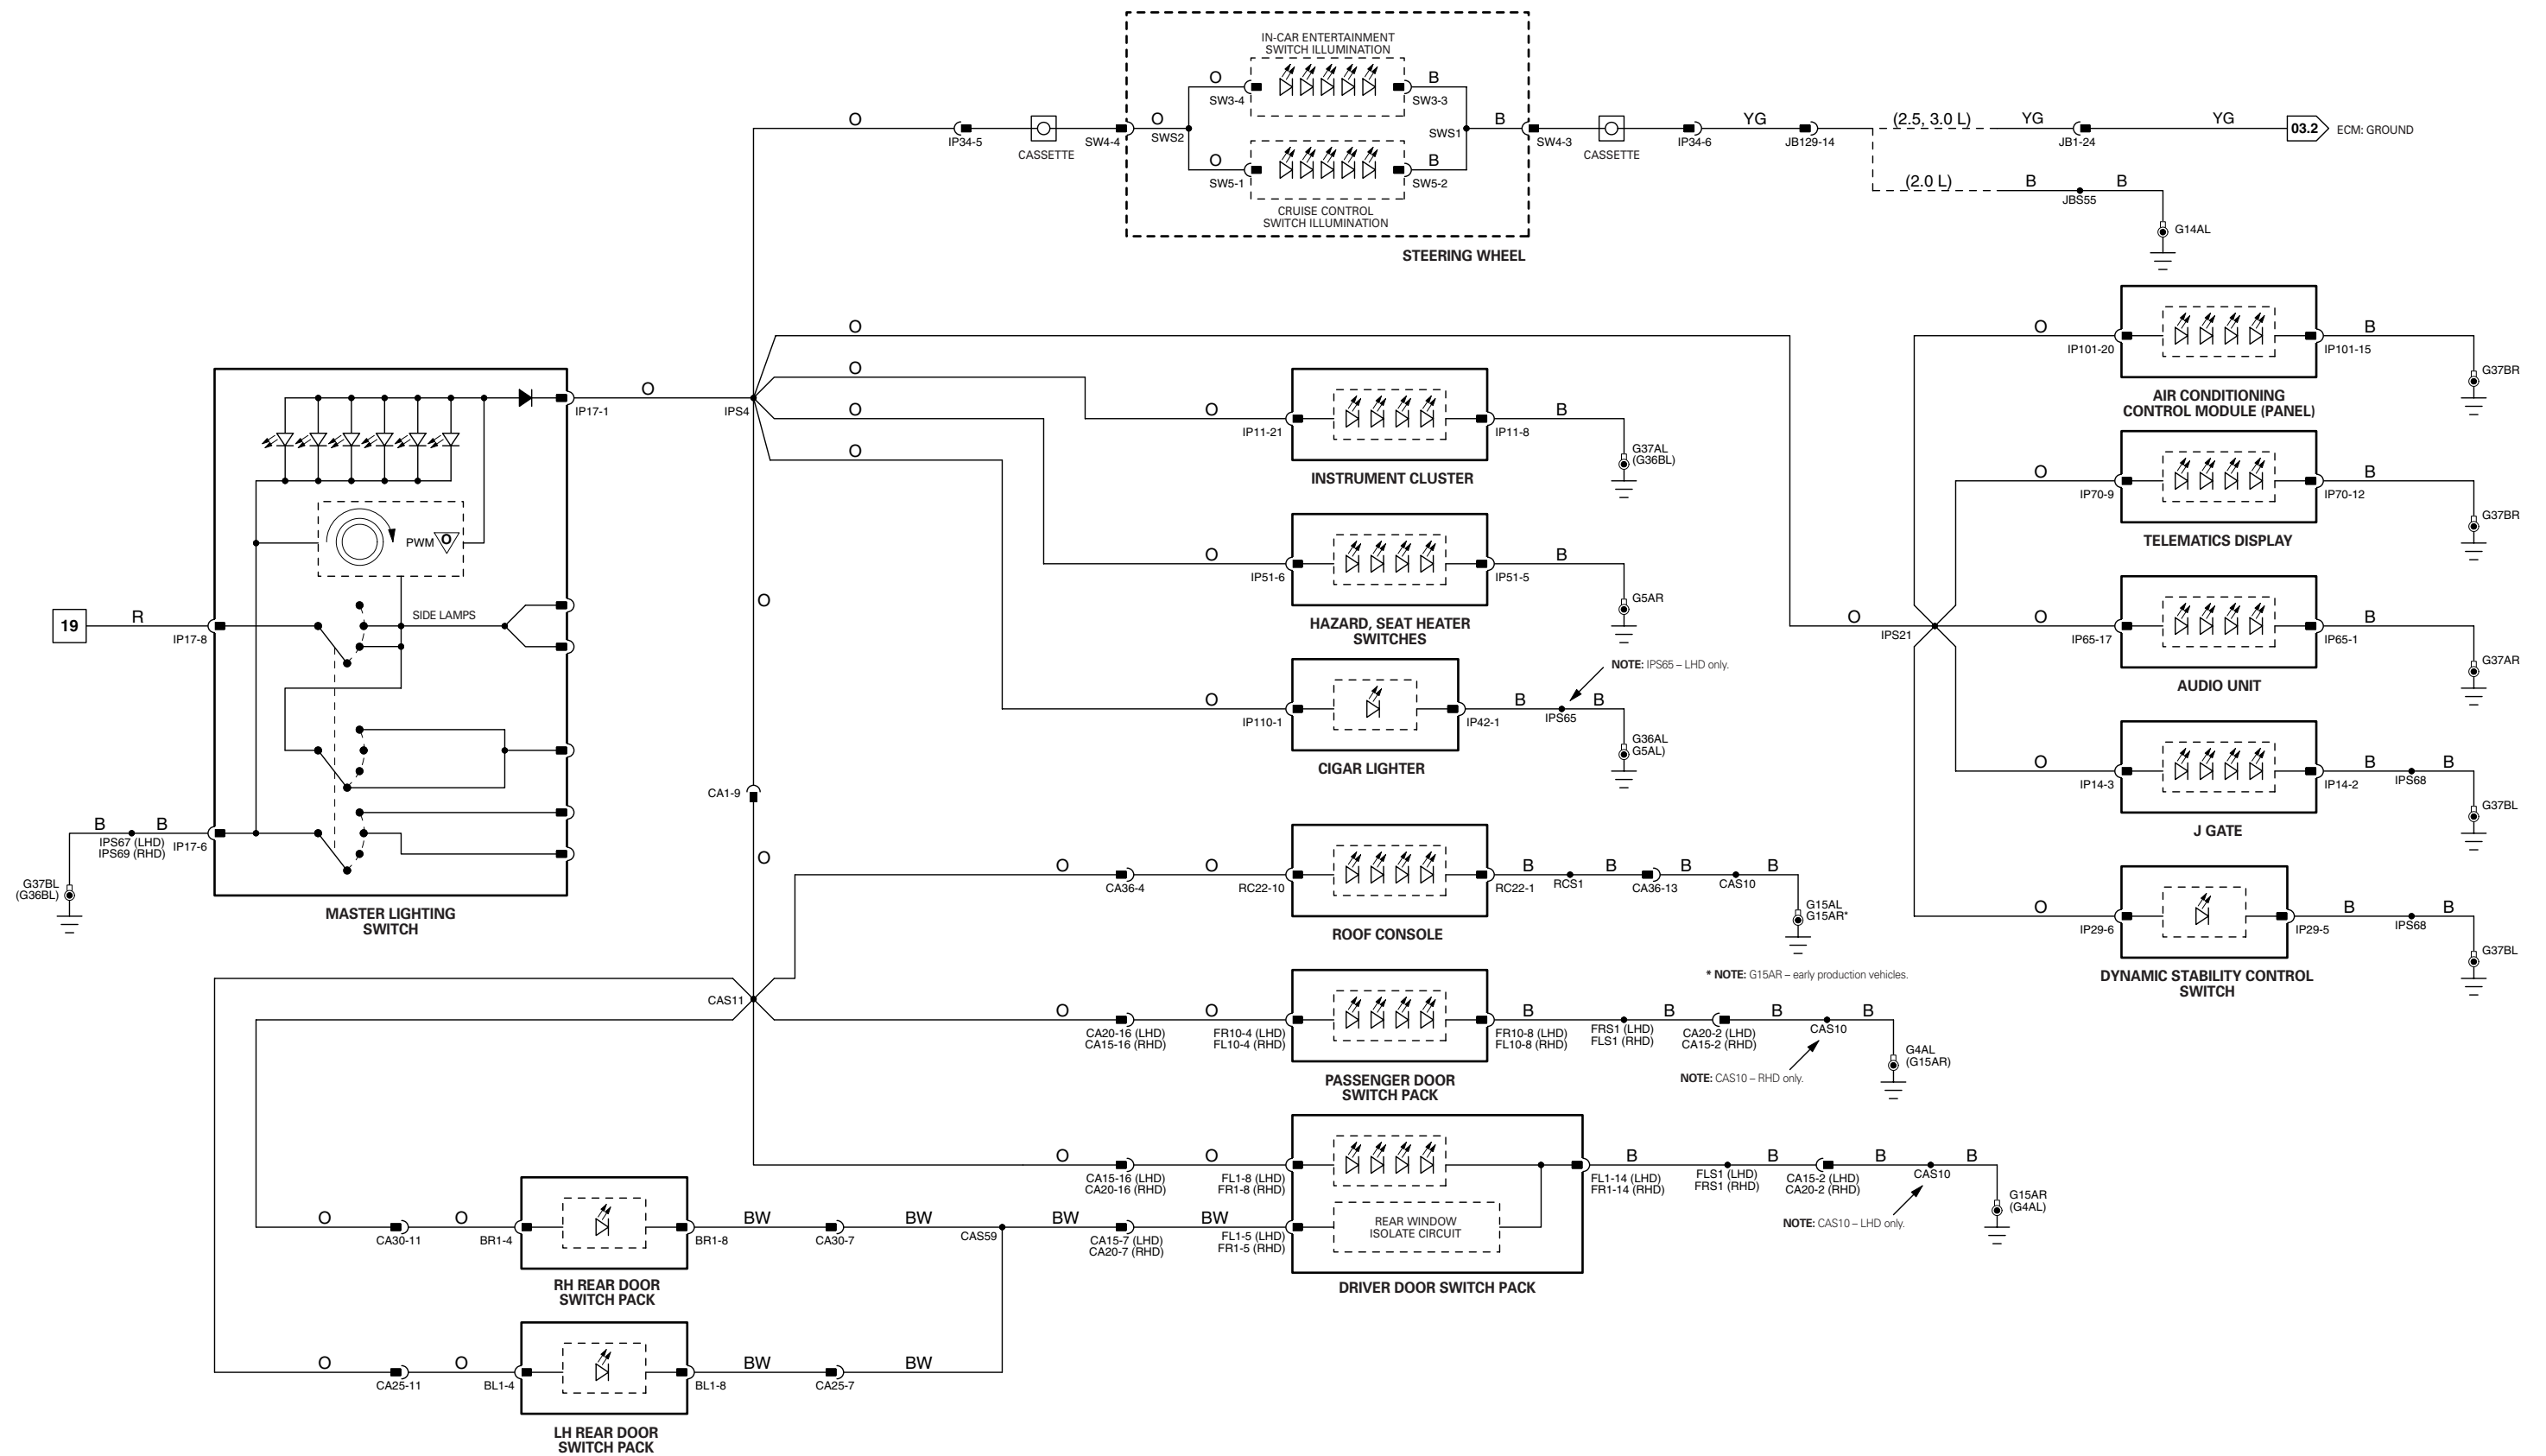 IN-CAR ENTERTAINMENT
SWITCH ILLUMINATION
O
SW3-4
B
SW3-3
O
IP34-5
CASSETTE
SW4-4
O
SWS2
SWS1
B
SW4-3
CASSETTE
IP34-6
YG
JB129-14
(2.5, 3.0 L)
YG
JB1-24
YG
03.2
ECM: GROUND
O
SW5-1
B
SW5-2
CRUISE CONTROL
SWITCH ILLUMINATION
STEERING WHEEL
(2.0 L)
B
JBS55
B
G14AL
O
O
O
O
O
IP17-1
IPS4
PWM
O
SIDE LAMPS
19
R
IP17-8
B
B
IPS67 (LHD)
IPS69 (RHD)
IP17-6
G37BL
(G36BL)
MASTER LIGHTING
SWITCH
O
IP11-21
B
IP11-8
G37AL
(G36BL)
INSTRUMENT CLUSTER
O
IP51-6
B
IP51-5
G5AR
HAZARD, SEAT HEATER
SWITCHES
NOTE: IPS65 – LHD only.
O
IP110-1
IP42-1
B
IPS65
B
G36AL
G5AL)
CIGAR LIGHTER
O
IPS21
O
IP101-20
B
IP101-15
G37BR
AIR CONDITIONING
CONTROL MODULE (PANEL)
O
IP70-9
B
IP70-12
G37BR
TELEMATICS DISPLAY
O
IP65-17
B
IP65-1
G37AR
AUDIO UNIT
O
IP14-3
B
IP14-2
IPS68
B
G37BL
J GATE
O
IP29-6
B
IP29-5
IPS68
B
G37BL
DYNAMIC STABILITY CONTROL
SWITCH
O
CA1-9
O
CAS11
O
CA36-4
O
RC22-10
B
RC22-1
RCS1
B
CA36-13
B
CAS10
B
G15AL
G15AR*
ROOF CONSOLE
* NOTE: G15AR – early production vehicles.
O
CA20-16 (LHD)
CA15-16 (RHD)
O
FR10-4 (LHD)
FL10-4 (RHD)
B
FR10-8 (LHD)
FL10-8 (RHD)
FRS1 (LHD)
FLS1 (RHD)
B
CA20-2 (LHD)
CA15-2 (RHD)
B
CAS10
B
G4AL
(G15AR)
NOTE: CAS10 – RHD only.
PASSENGER DOOR
SWITCH PACK
O
CA15-16 (LHD)
CA20-16 (RHD)
O
FL1-8 (LHD)
FR1-8 (RHD)
B
FL1-14 (LHD)
FR1-14 (RHD)
FLS1 (LHD)
FRS1 (RHD)
B
CA15-2 (LHD)
CA20-2 (RHD)
B
CAS10
B
G15AR
(G4AL)
NOTE: CAS10 – LHD only.
REAR WINDOW
ISOLATE CIRCUIT
DRIVER DOOR SWITCH PACK
O
CA30-11
O
BR1-4
BW
BR1-8
CA30-7
BW
CAS59
BW
CA15-7 (LHD)
CA20-7 (RHD)
BW
FL1-5 (LHD)
FR1-5 (RHD)
RH REAR DOOR
SWITCH PACK
O
CA25-11
O
BL1-4
BW
BL1-8
CA25-7
BW
LH REAR DOOR
SWITCH PACK